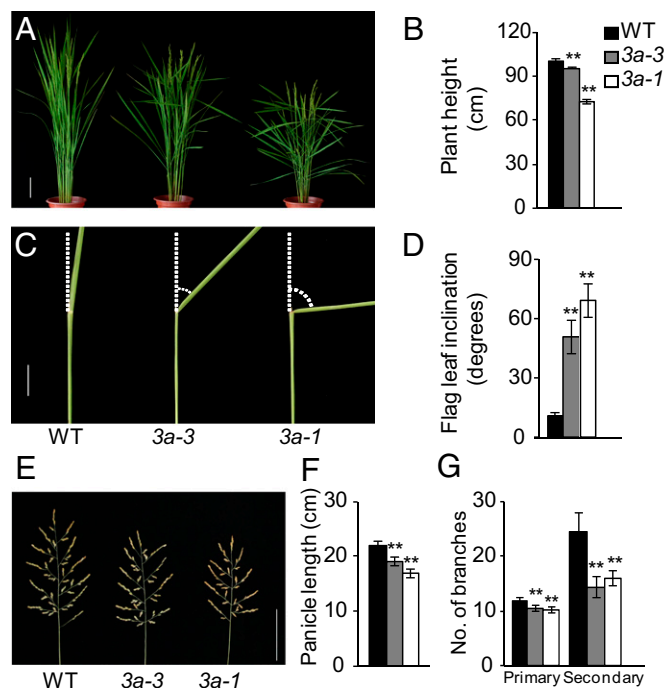 A
B
WT
3a-3
3a-1
Plant height
(cm)
120
90
60
30
0
**
**
C
WT
3a-3
3a-1
D
Flag leaf inclination
(degrees)
90
60
30
0
**
**
E
WT
3a-3
3a-1
F
Panicle length (cm)
30
20
10
0
**
**
G
No. of branches
30
20
10
0
**
**
**
**
Primary Secondary